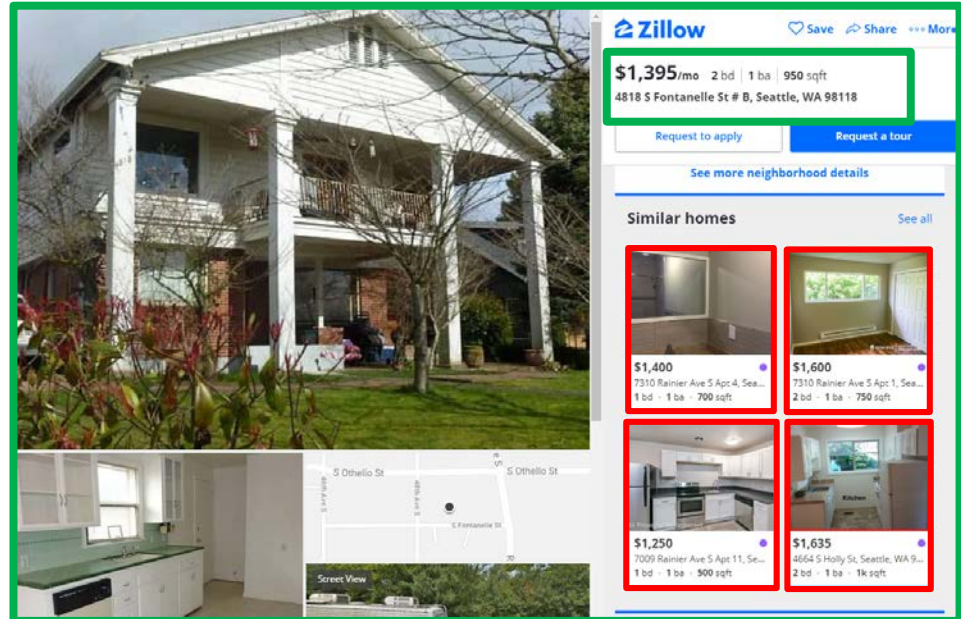 Zillow
Save Share More
$1,395/mo 2 bd 1 ba 950 sqft
4818 S Fontanelle St # B, Seattle, WA 98118
Request to apply Request a tour
See more neighborhood details
Similar homes See all
$1,400
7310 Rainier Ave S Apt 4, Sea...
1 bd · 1 ba · 700 sqft
$1,600
7310 Rainier Ave S Apt 1, Sea...
2 bd · 1 ba · 750 sqft
Kitchen
$1,250
7009 Rainier Ave S Apt 11, Se...
1 bd · 1 ba · 500 sqft
$1,635
4664 S Holly St, Seattle, WA 9...
2 bd · 1 ba · 1k sqft
4818
S Othello St
S Othello St
e S
46th Ave S
48th Ave S
S Fontanelle St
R
Street View